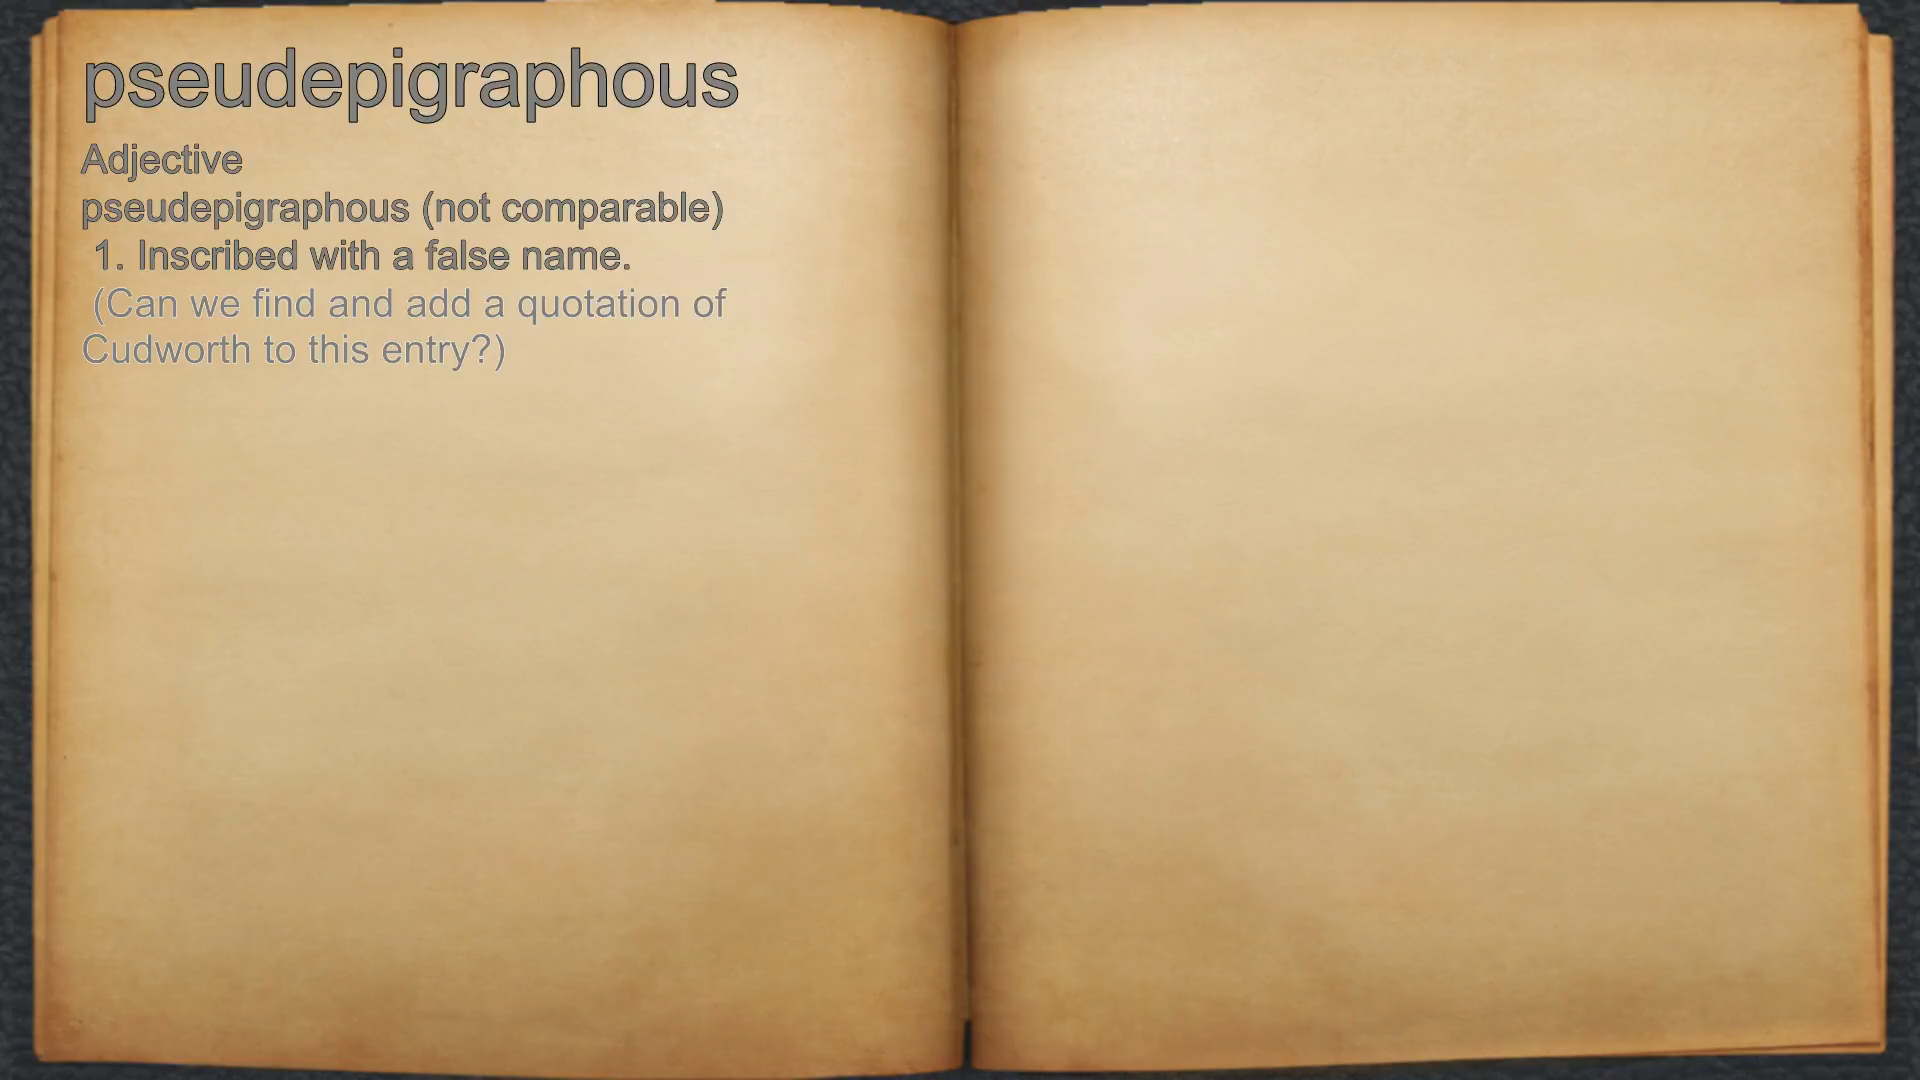 pseudepigraphous
Adjective
pseudepigraphous (not comparable)
1. Inscribed with a false name.
(Can we find and add a quotation of
Cudworth to this entry?)